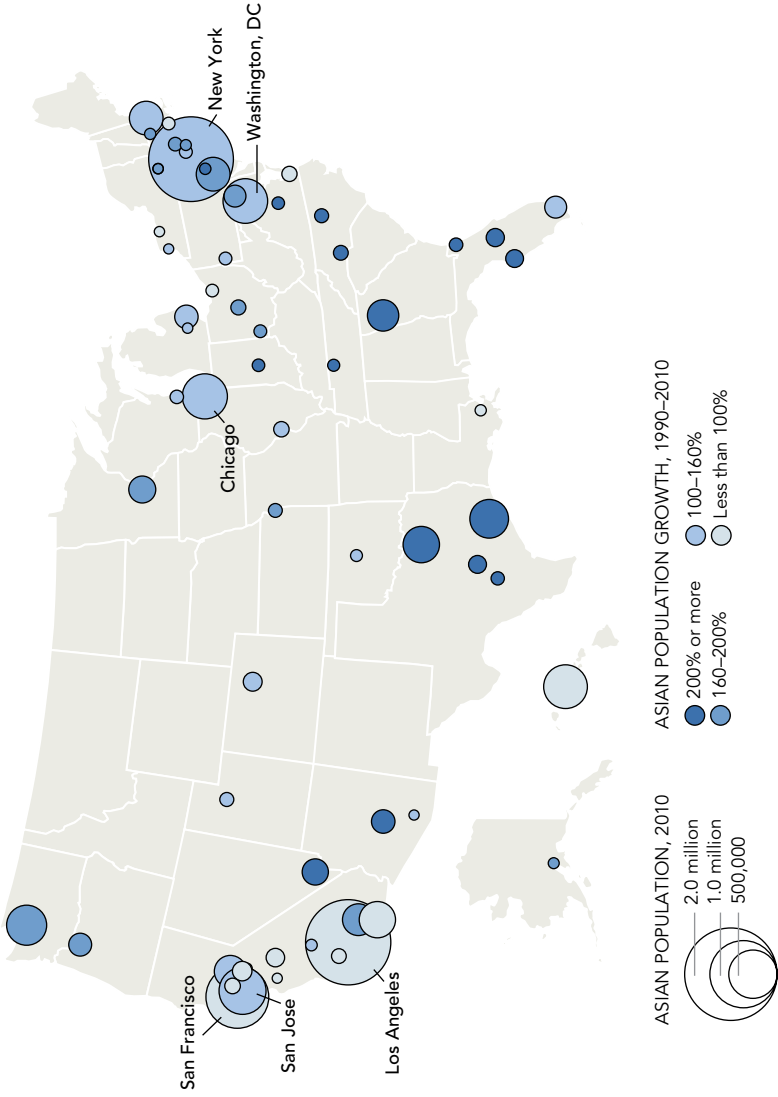 New York
Washington, DC
Chicago
San Francisco
San Jose
Los Angeles
ASIAN POPULATION, 2010
2.0 million
1.0 million
500,000
ASIAN POPULATION GROWTH, 1990–2010
200% or more
160–200%
100–160%
Less than 100%